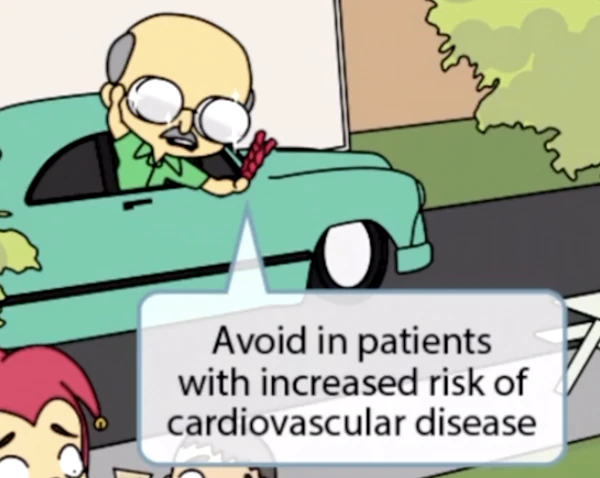 Avoid in patients
with increased risk of
cardiovascular disease